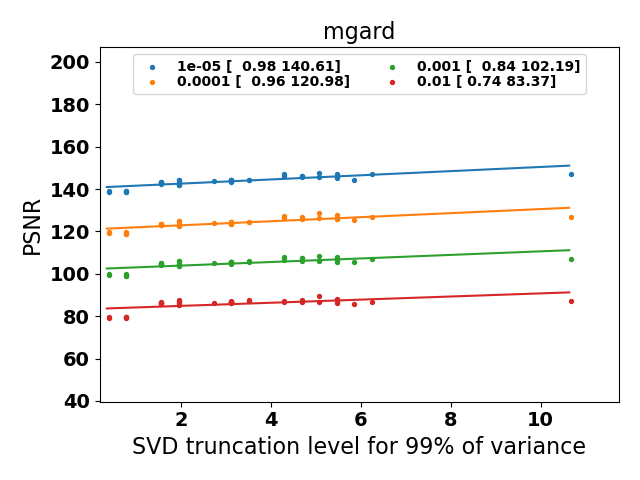 mgard
1e-05 [  0.98 140.61]
0.0001 [  0.96 120.98]
0.001 [  0.84 102.19]
0.01 [ 0.74 83.37]
200
180
160
140
120
100
80
60
40
PSNR
2 4 6 8 10
SVD truncation level for 99% of variance